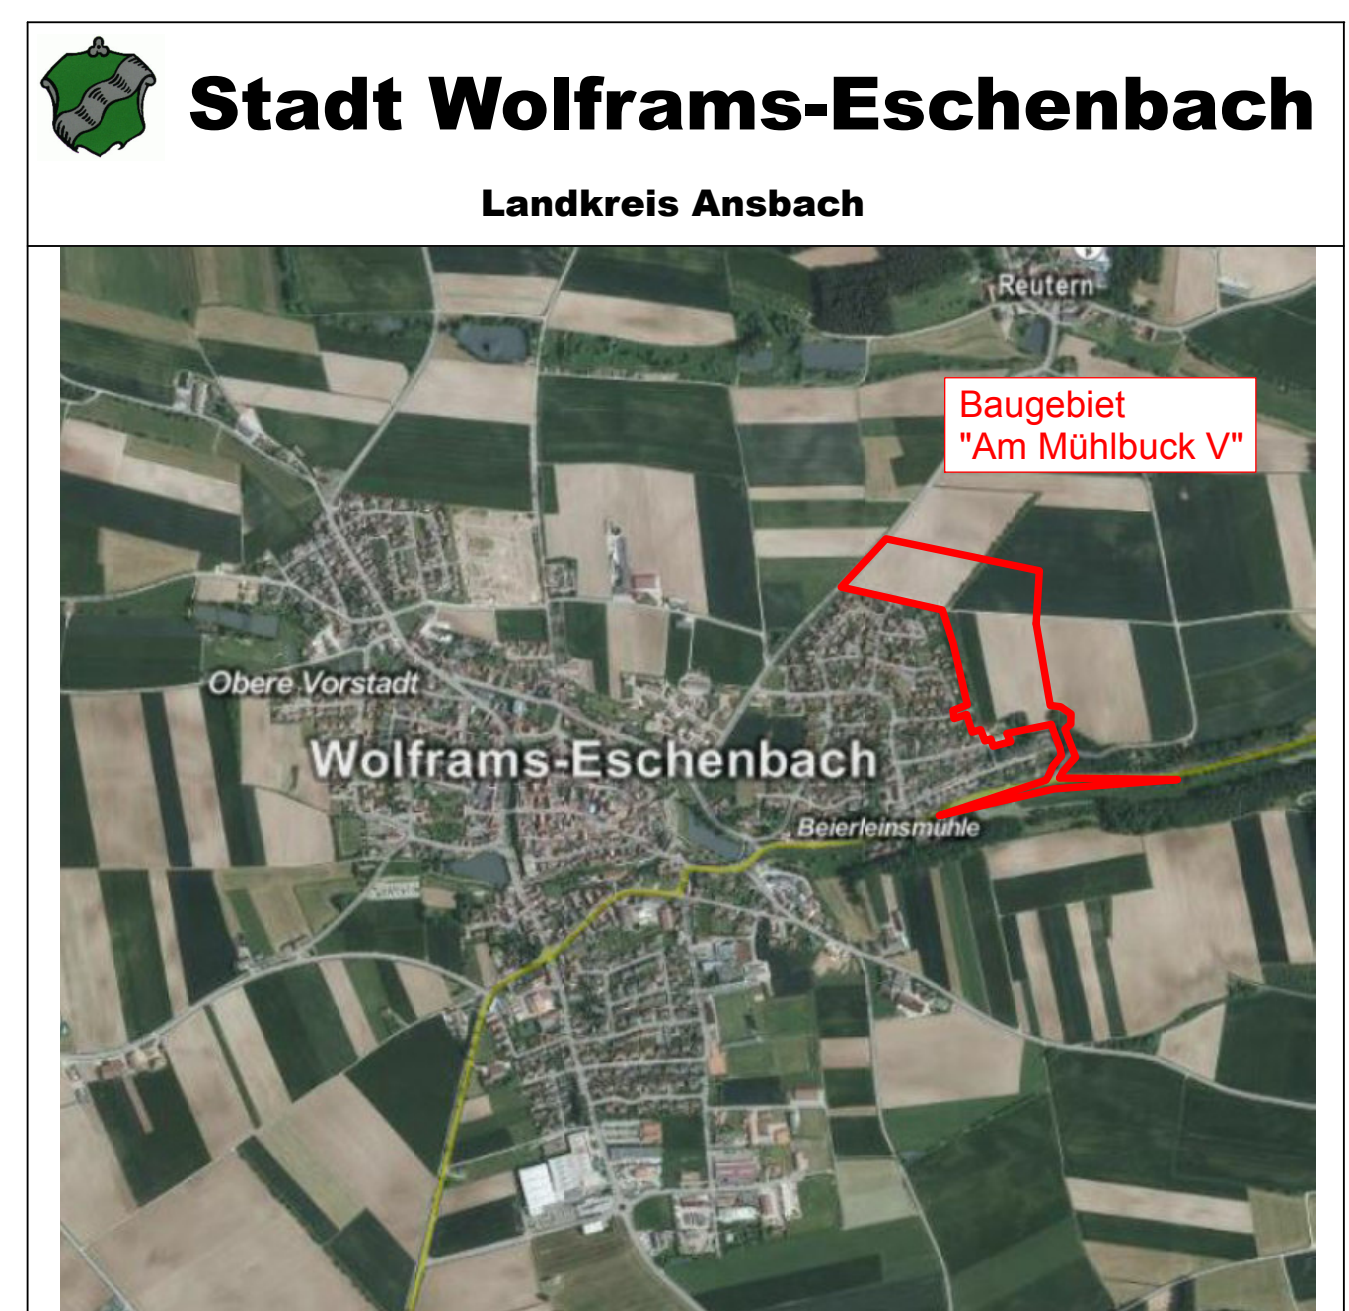 Stadt Wolframs-Eschenbach
Landkreis Ansbach
Reutern
Baugebiet
"Am Mühlbuck V"
Obere Vorstadt
Wolframs-Eschenbach
Beierleinsmühle